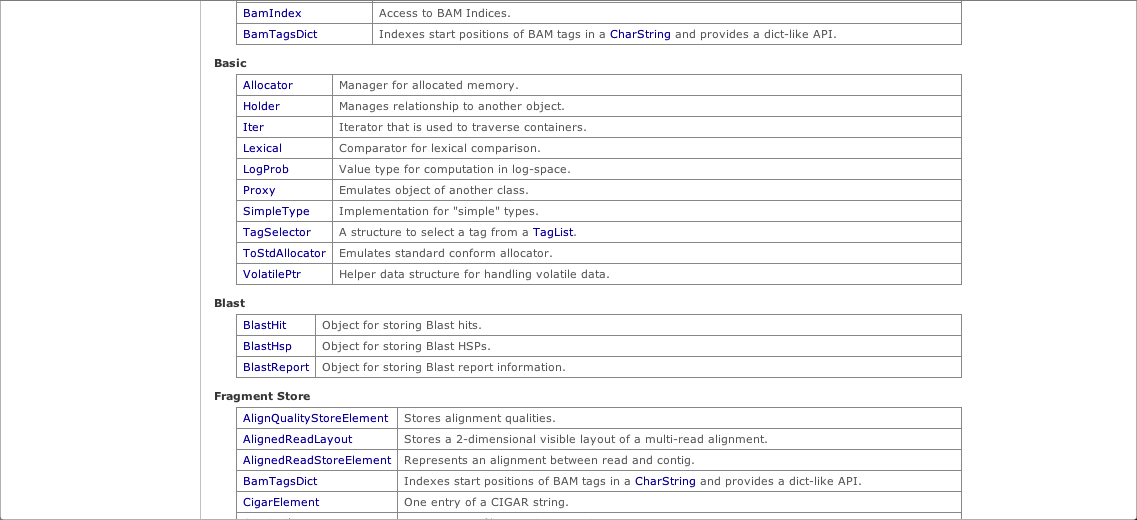 BamIndex Access to BAM Indices.
BamTagsDict Indexes start positions of BAM tags in a CharString and provides a dict-like API.
Basic
Allocator Manager for allocated memory.
Holder Manages relationship to another object.
Iter Iterator that is used to traverse containers.
Lexical Comparator for lexical comparison.
LogProb Value type for computation in log-space.
Proxy Emulates object of another class.
SimpleType Implementation for "simple" types.
TagSelector A structure to select a tag from a TagList.
ToStdAllocator Emulates standard conform allocator.
VolatilePtr Helper data structure for handling volatile data.
Blast
BlastHit Object for storing Blast hits.
BlastHsp Object for storing Blast HSPs.
BlastReport Object for storing Blast report information.
Fragment Store
AlignQualityStoreElement Stores alignment qualities.
AlignedReadLayout Stores a 2-dimensional visible layout of a multi-read alignment.
AlignedReadStoreElement Represents an alignment between read and contig.
BamTagsDict Indexes start positions of BAM tags in a CharString and provides a dict-like API.
CigarElement One entry of a CIGAR string.